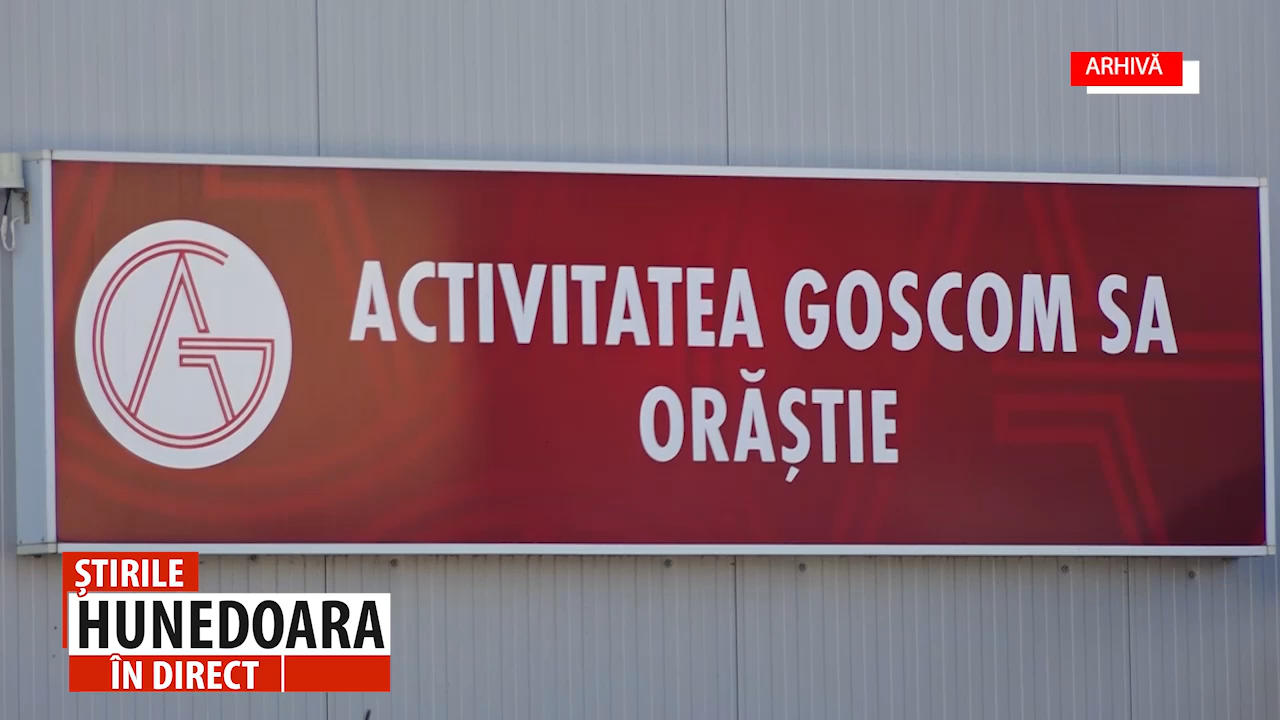 ARHIVĂ
ACTIVITATEA GOSCOM SA
ORĂȘTIE
ȘTIRILE
HUNEDOARA
ÎN DIRECT